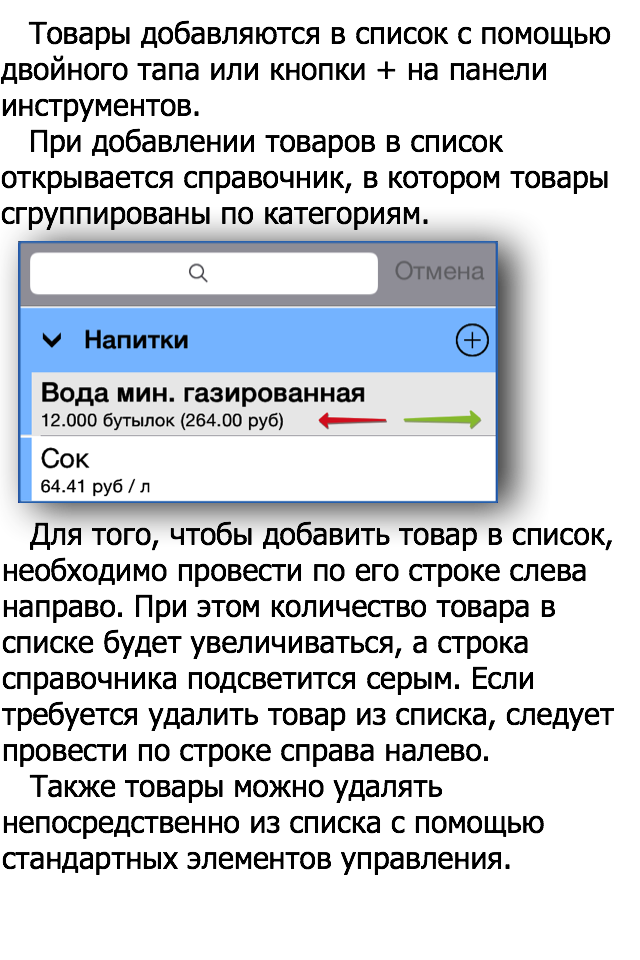 Товары добавляются в список с помощью
двойного тапа или кнопки + на панели
инструментов.
При добавлении товаров в список
открывается справочник, в котором товары
сгруппированы по категориям.
Отмена
Напитки
Вода мин. газированная
12.000 бутылок (264.00 руб)
Сок
64.41 руб / л
Для того, чтобы добавить товар в список,
необходимо провести по его строке слева
направо. При этом количество товара в
списке будет увеличиваться, а строка
справочника подсветится серым. Если
требуется удалить товар из списка, следует
провести по строке справа налево.
Также товары можно удалять
непосредственно из списка с помощью
стандартных элементов управления.